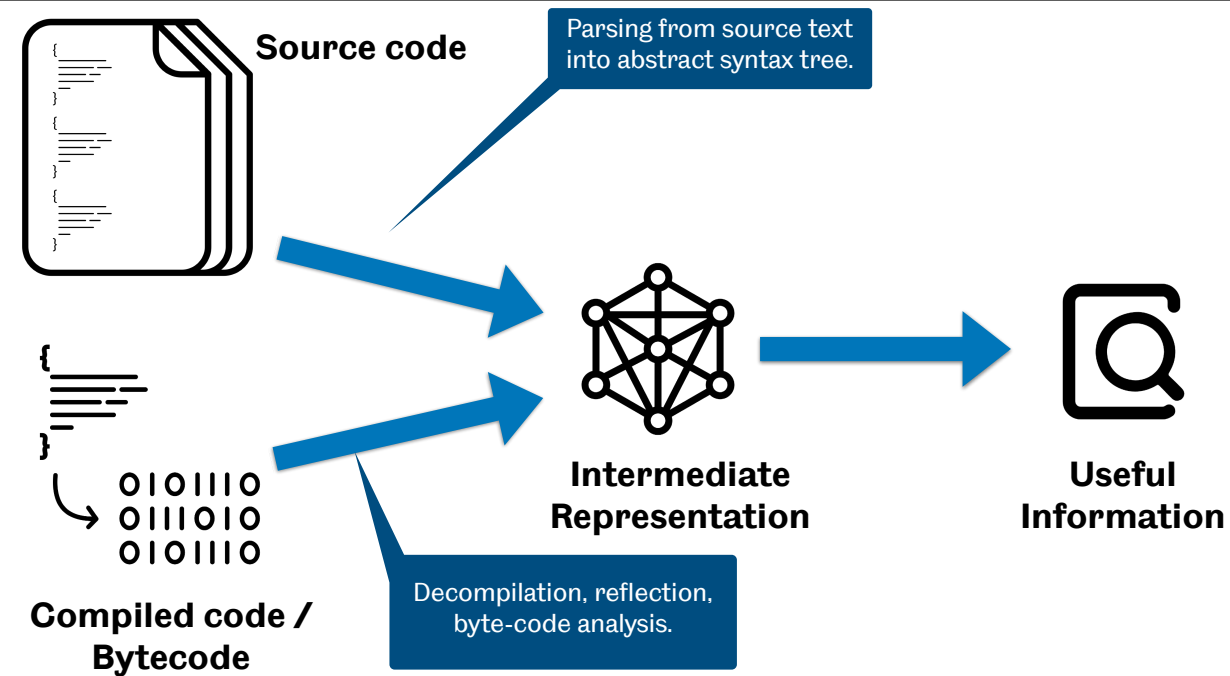 Source code
Parsing from source text
into abstract syntax tree.
{
}
{
}
{
}
{
}
0101110
0111010
0101110
Intermediate
Representation
Useful
Information
Decompilation, reflection,
byte-code analysis.
Compiled code /
Bytecode